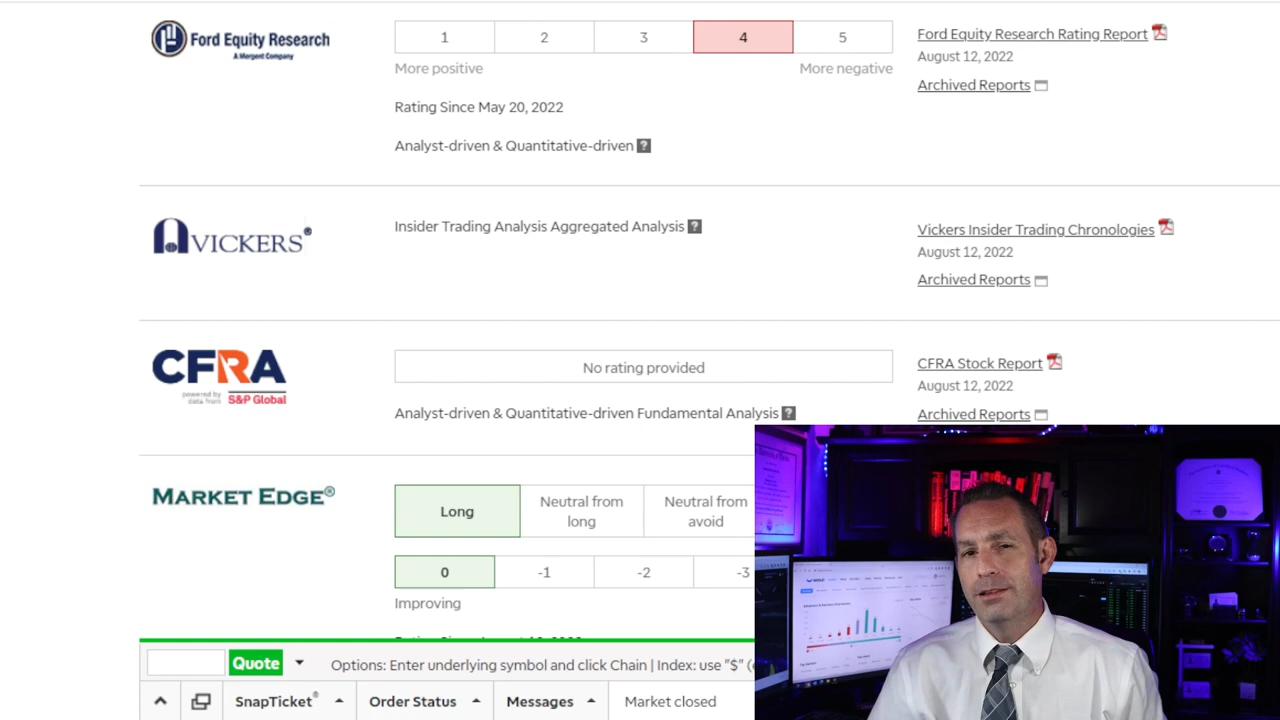 Ford Equity Research
A Mergent Company
1 2 3 4 5
More positive More negative
Rating Since May 20, 2022
Analyst-driven & Quantitative-driven ?
Ford Equity Research Rating Report
August 12, 2022
Archived Reports
VICKERS®
Insider Trading Analysis Aggregated Analysis ?
Vickers Insider Trading Chronologies
August 12, 2022
Archived Reports
CFRA
powered by
data from S&P Global
No rating provided
Analyst-driven & Quantitative-driven Fundamental Analysis ?
CFRA Stock Report
August 12, 2022
Archived Reports
MARKET EDGE®
Long
Neutral from
long
Neutral from
avoid
0 -1 -2 -3
Improving
Quote
Options: Enter underlying symbol and click Chain | Index: use "$" (
SnapTicket®
Order Status
Messages
Market closed